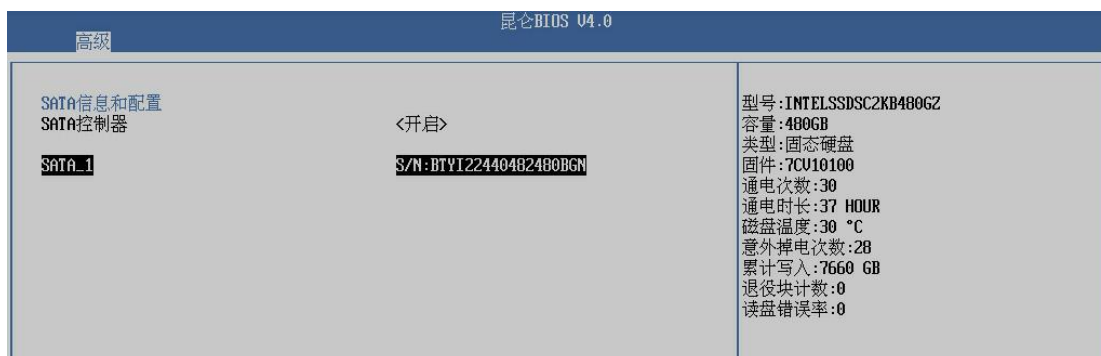 昆仑BIOS V4.0
高级
SATA信息和配置
SATA控制器 <开启>
SATA_1 S/N:BTYI22440482480BGN
型号:INTELSSDSC2KB480GZ
容量:480GB
类型:固态硬盘
固件:7CV10100
通电次数:30
通电时长:37 HOUR
磁盘温度:30 °C
意外掉电次数:28
累计写入:7660 GB
退役块计数:0
读盘错误率:0